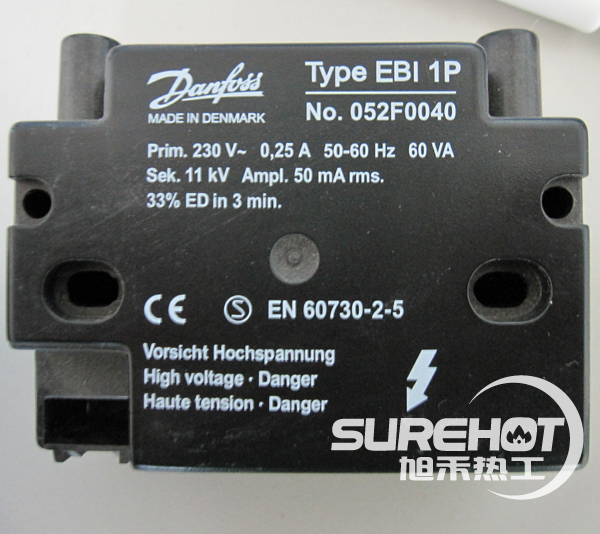 Danfoss
MADE IN DENMARK
Type EBI 1P
No. 052F0040
Prim. 230 V~ 0,25 A 50-60 Hz 60 VA
Sek. 11 kV Ampl. 50 mA rms.
33% ED in 3 min.
CE S EN 60730-2-5
Vorsicht Hochspannung
High voltage · Danger
Haute tension · Danger
SUREHOT
旭禾热工